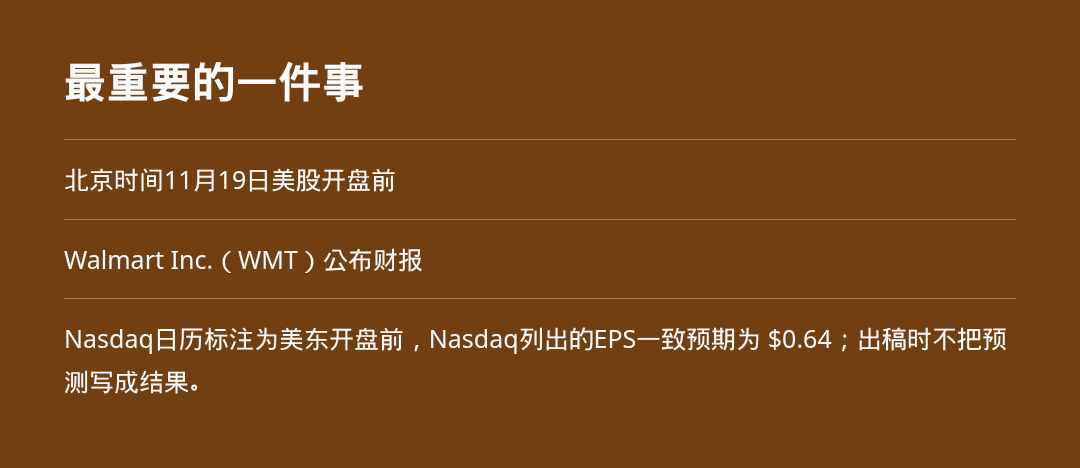 最重要的一件事
北京时间11月19日美股开盘前
Walmart Inc.（WMT）公布财报
Nasdaq日历标注为美东开盘前，Nasdaq列出的EPS一致预期为 $0.64；出稿时不把预
测写成结果。